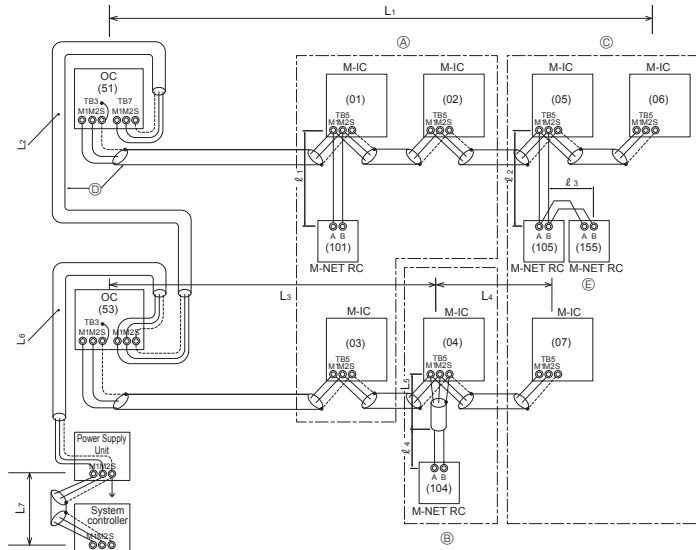 L1
Ⓐ Ⓒ
OC
(51)
TB3 TB7
M1M2S M1M2S
M-IC
(01)
TB5
M1M2S
M-IC
(02)
TB5
M1M2S
M-IC
(05)
TB5
M1M2S
M-IC
(06)
TB5
M1M2S
L2
Ⓓ
ℓ1
ℓ2
ℓ3
A B
(101)
M-NET RC
A B
(105)
M-NET RC
A B
(155)
M-NET RC
Ⓔ
L3
L4
L6
OC
(53)
TB3
M1M2S M1M2S
M-IC
(03)
TB5
M1M2S
M-IC
(04)
TB5
M1M2S
M-IC
(07)
TB5
M1M2S
L5
ℓ4
A B
(104)
M-NET RC
Ⓑ
Power Supply
Unit
M1M2S
L7
System
controller
M1M2S